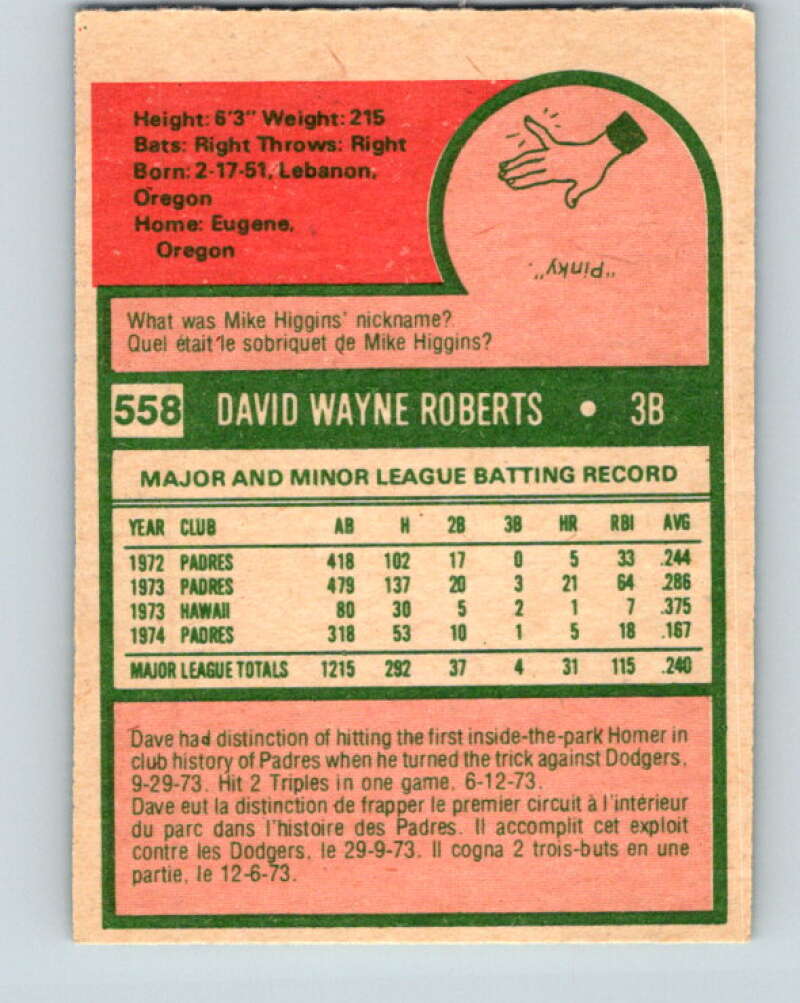 Height: 6'3" Weight: 215
Bats: Right Throws: Right
Born: 2-17-51, Lebanon,
Oregon
Home: Eugene,
Oregon
"Pinky".
What was Mike Higgins' nickname?
Quel était le sobriquet de Mike Higgins?
558 DAVID WAYNE ROBERTS • 3B
MAJOR AND MINOR LEAGUE BATTING RECORD
YEAR CLUB AB H 2B 3B HR RBI AVG
1972 PADRES 418 102 17 0 5 33 .244
1973 PADRES 479 137 20 3 21 64 .286
1973 HAWAII 80 30 5 2 1 7 .375
1974 PADRES 318 53 10 1 5 18 .167
MAJOR LEAGUE TOTALS 1215 292 37 4 31 115 .240
Dave had distinction of hitting the first inside-the-park Homer in
club history of Padres when he turned the trick against Dodgers,
9-29-73. Hit 2 Triples in one game, 6-12-73.
Dave eut la distinction de frapper le premier circuit à l'intérieur
du parc dans l'histoire des Padres. Il accomplit cet exploit
contre les Dodgers, le 29-9-73. Il cogna 2 trois-buts en une
partie, le 12-6-73.